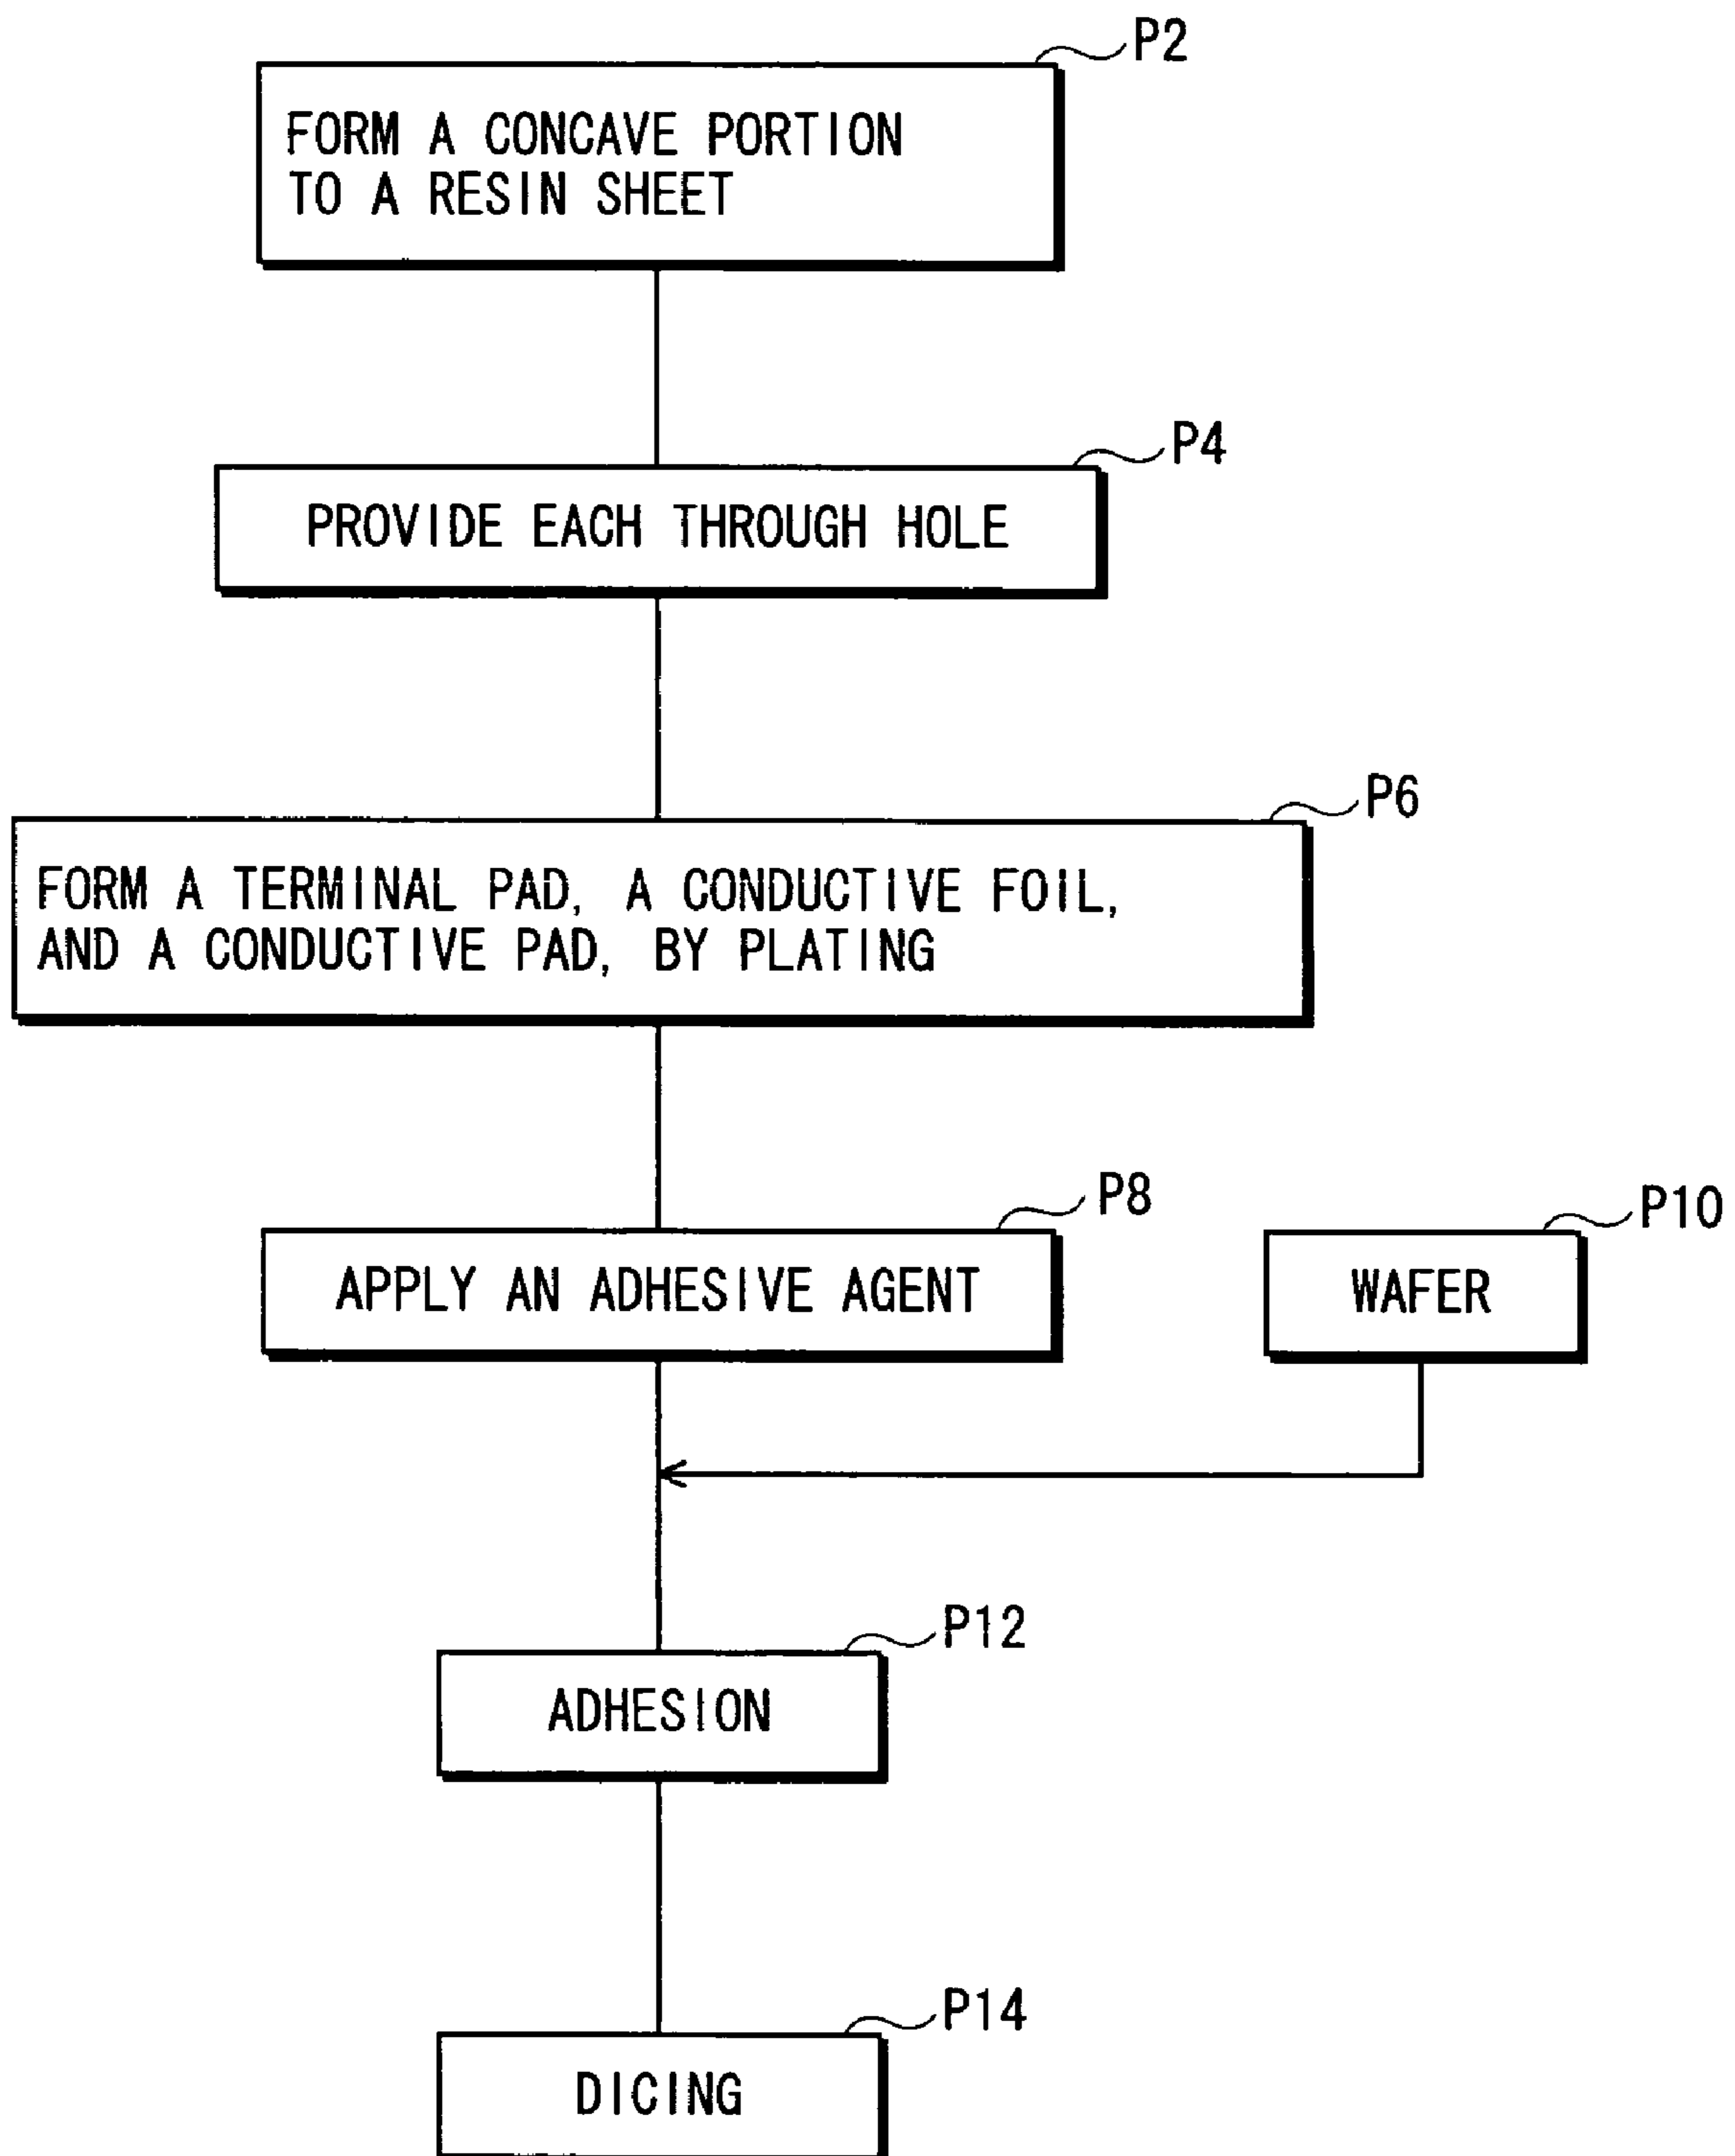 P2
FORM A CONCAVE PORTION
TO A RESIN SHEET
P4
PROVIDE EACH THROUGH HOLE
P6
FORM A TERMINAL PAD, A CONDUCTIVE FOIL,
AND A CONDUCTIVE PAD, BY PLATING
P8
APPLY AN ADHESIVE AGENT
P10
WAFER
P12
ADHESION
P14
DICING